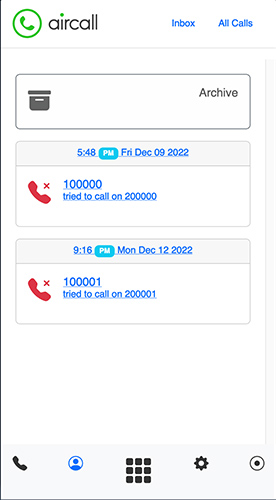 aircall
Inbox
All Calls
Archive
5:48 PM Fri Dec 09 2022
100000
tried to call on 200000
9:16 PM Mon Dec 12 2022
100001
tried to call on 200001